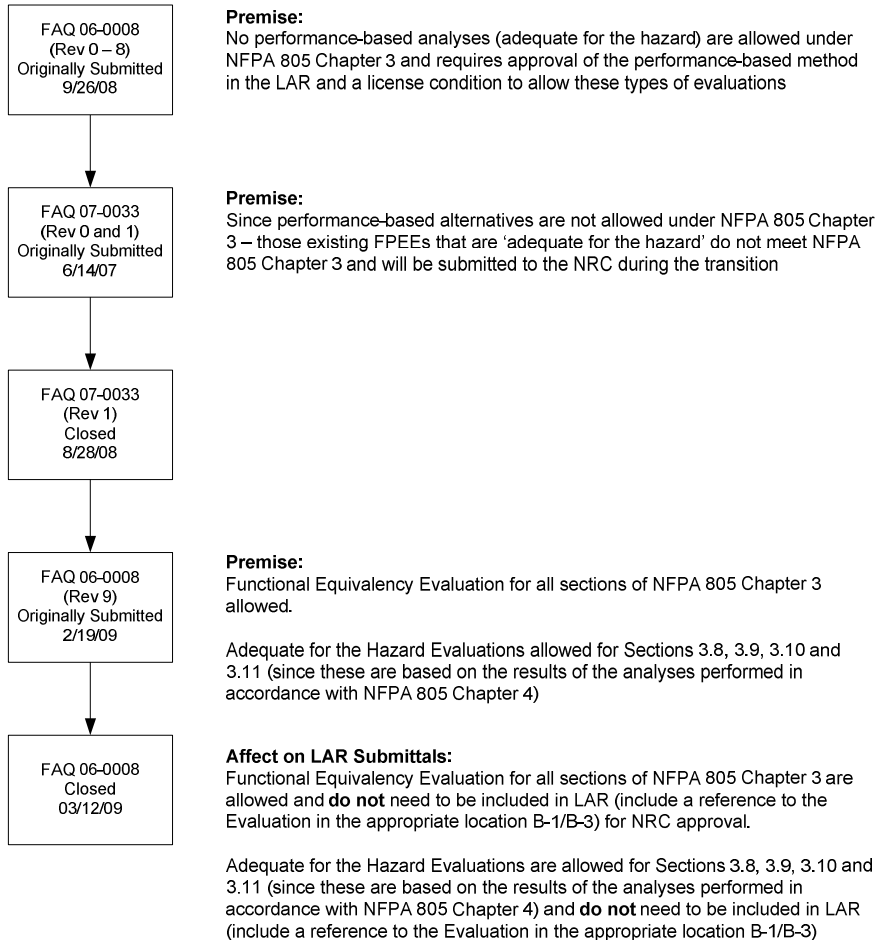 FAQ 06-0008
(Rev 0 – 8)
Originally Submitted
9/26/08
Premise:
No performance-based analyses (adequate for the hazard) are allowed under
NFPA 805 Chapter 3 and requires approval of the performance-based method
in the LAR and a license condition to allow these types of evaluations
FAQ 07-0033
(Rev 0 and 1)
Originally Submitted
6/14/07
Premise:
Since performance-based alternatives are not allowed under NFPA 805 Chapter
3 – those existing FPEEs that are 'adequate for the hazard' do not meet NFPA
805 Chapter 3 and will be submitted to the NRC during the transition
FAQ 07-0033
(Rev 1)
Closed
8/28/08
FAQ 06-0008
(Rev 9)
Originally Submitted
2/19/09
Premise:
Functional Equivalency Evaluation for all sections of NFPA 805 Chapter 3
allowed.
Adequate for the Hazard Evaluations allowed for Sections 3.8, 3.9, 3.10 and
3.11 (since these are based on the results of the analyses performed in
accordance with NFPA 805 Chapter 4)
FAQ 06-0008
Closed
03/12/09
Affect on LAR Submittals:
Functional Equivalency Evaluation for all sections of NFPA 805 Chapter 3 are
allowed and do not need to be included in LAR (include a reference to the
Evaluation in the appropriate location B-1/B-3) for NRC approval.
Adequate for the Hazard Evaluations are allowed for Sections 3.8, 3.9, 3.10 and
3.11 (since these are based on the results of the analyses performed in
accordance with NFPA 805 Chapter 4) and do not need to be included in LAR
(include a reference to the Evaluation in the appropriate location B-1/B-3)